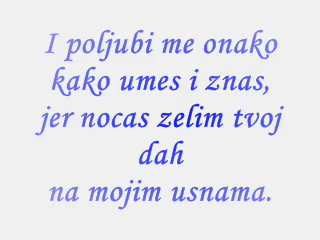 I poljubi me onako
kako umes i znas,
jer nocas zelim tvoj
dah
na mojim usnama.